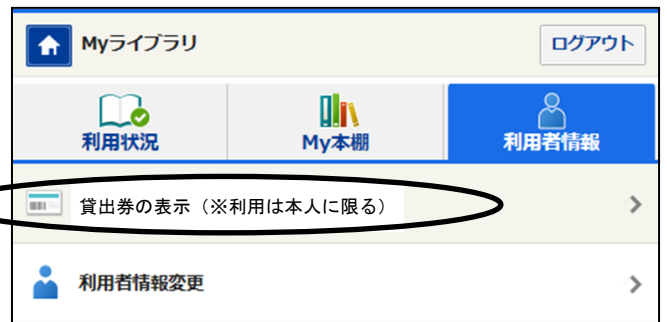 Myライブラリ
ログアウト
利用状況
My本棚
利用者情報
貸出券の表示（※利用は本人に限る）
利用者情報変更